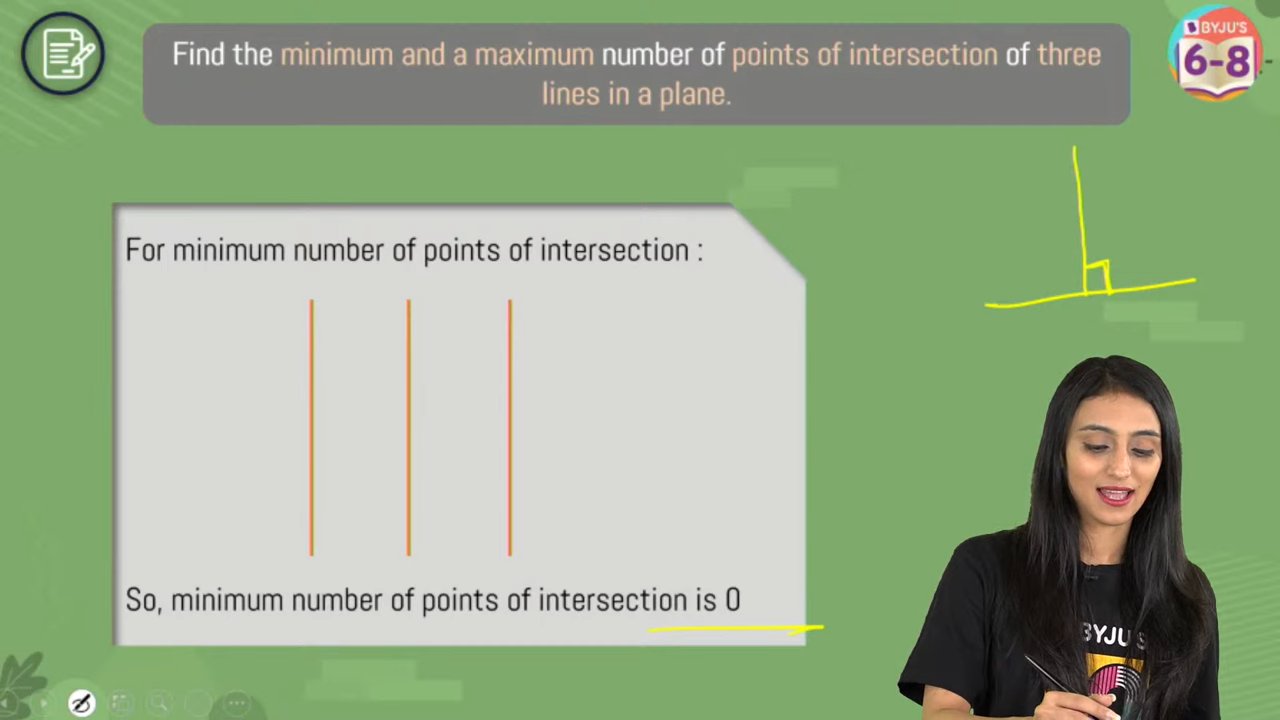 Find the minimum and a maximum number of points of intersection of three
lines in a plane.
BYJU'S
6-8
For minimum number of points of intersection :
So, minimum number of points of intersection is 0
BYJU'S